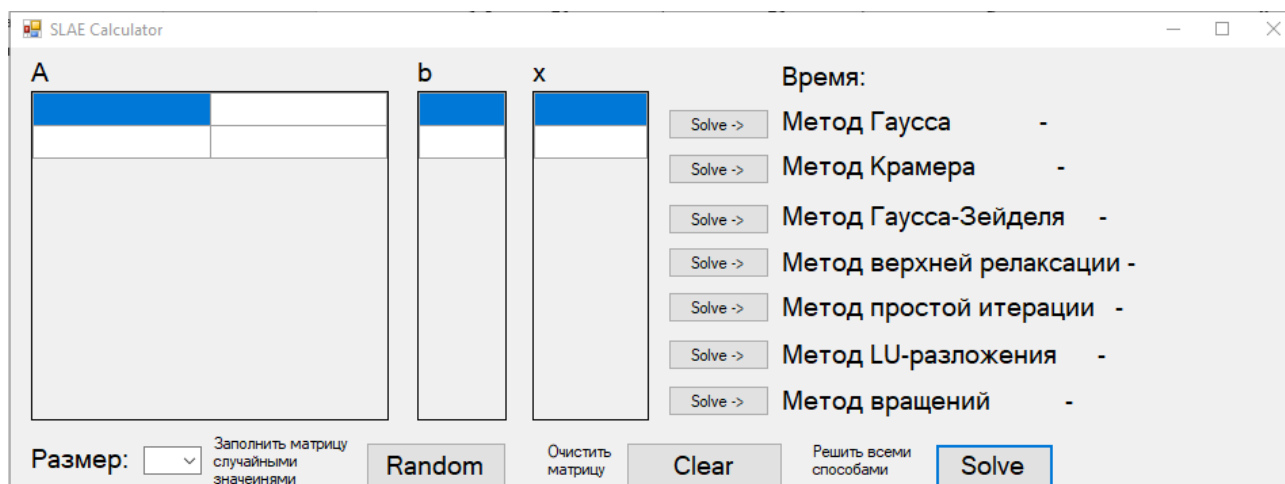 SLAE Calculator
A
b
x
Время:
Solve ->
Метод Гаусса -
Solve ->
Метод Крамера -
Solve ->
Метод Гаусса-Зейделя -
Solve ->
Метод верхней релаксации -
Solve ->
Метод простой итерации -
Solve ->
Метод LU-разложения -
Solve ->
Метод вращений -
Размер:
Заполнить матрицу
случайными
значеинями
Random
Очистить
матрицу
Clear
Решить всеми
способами
Solve